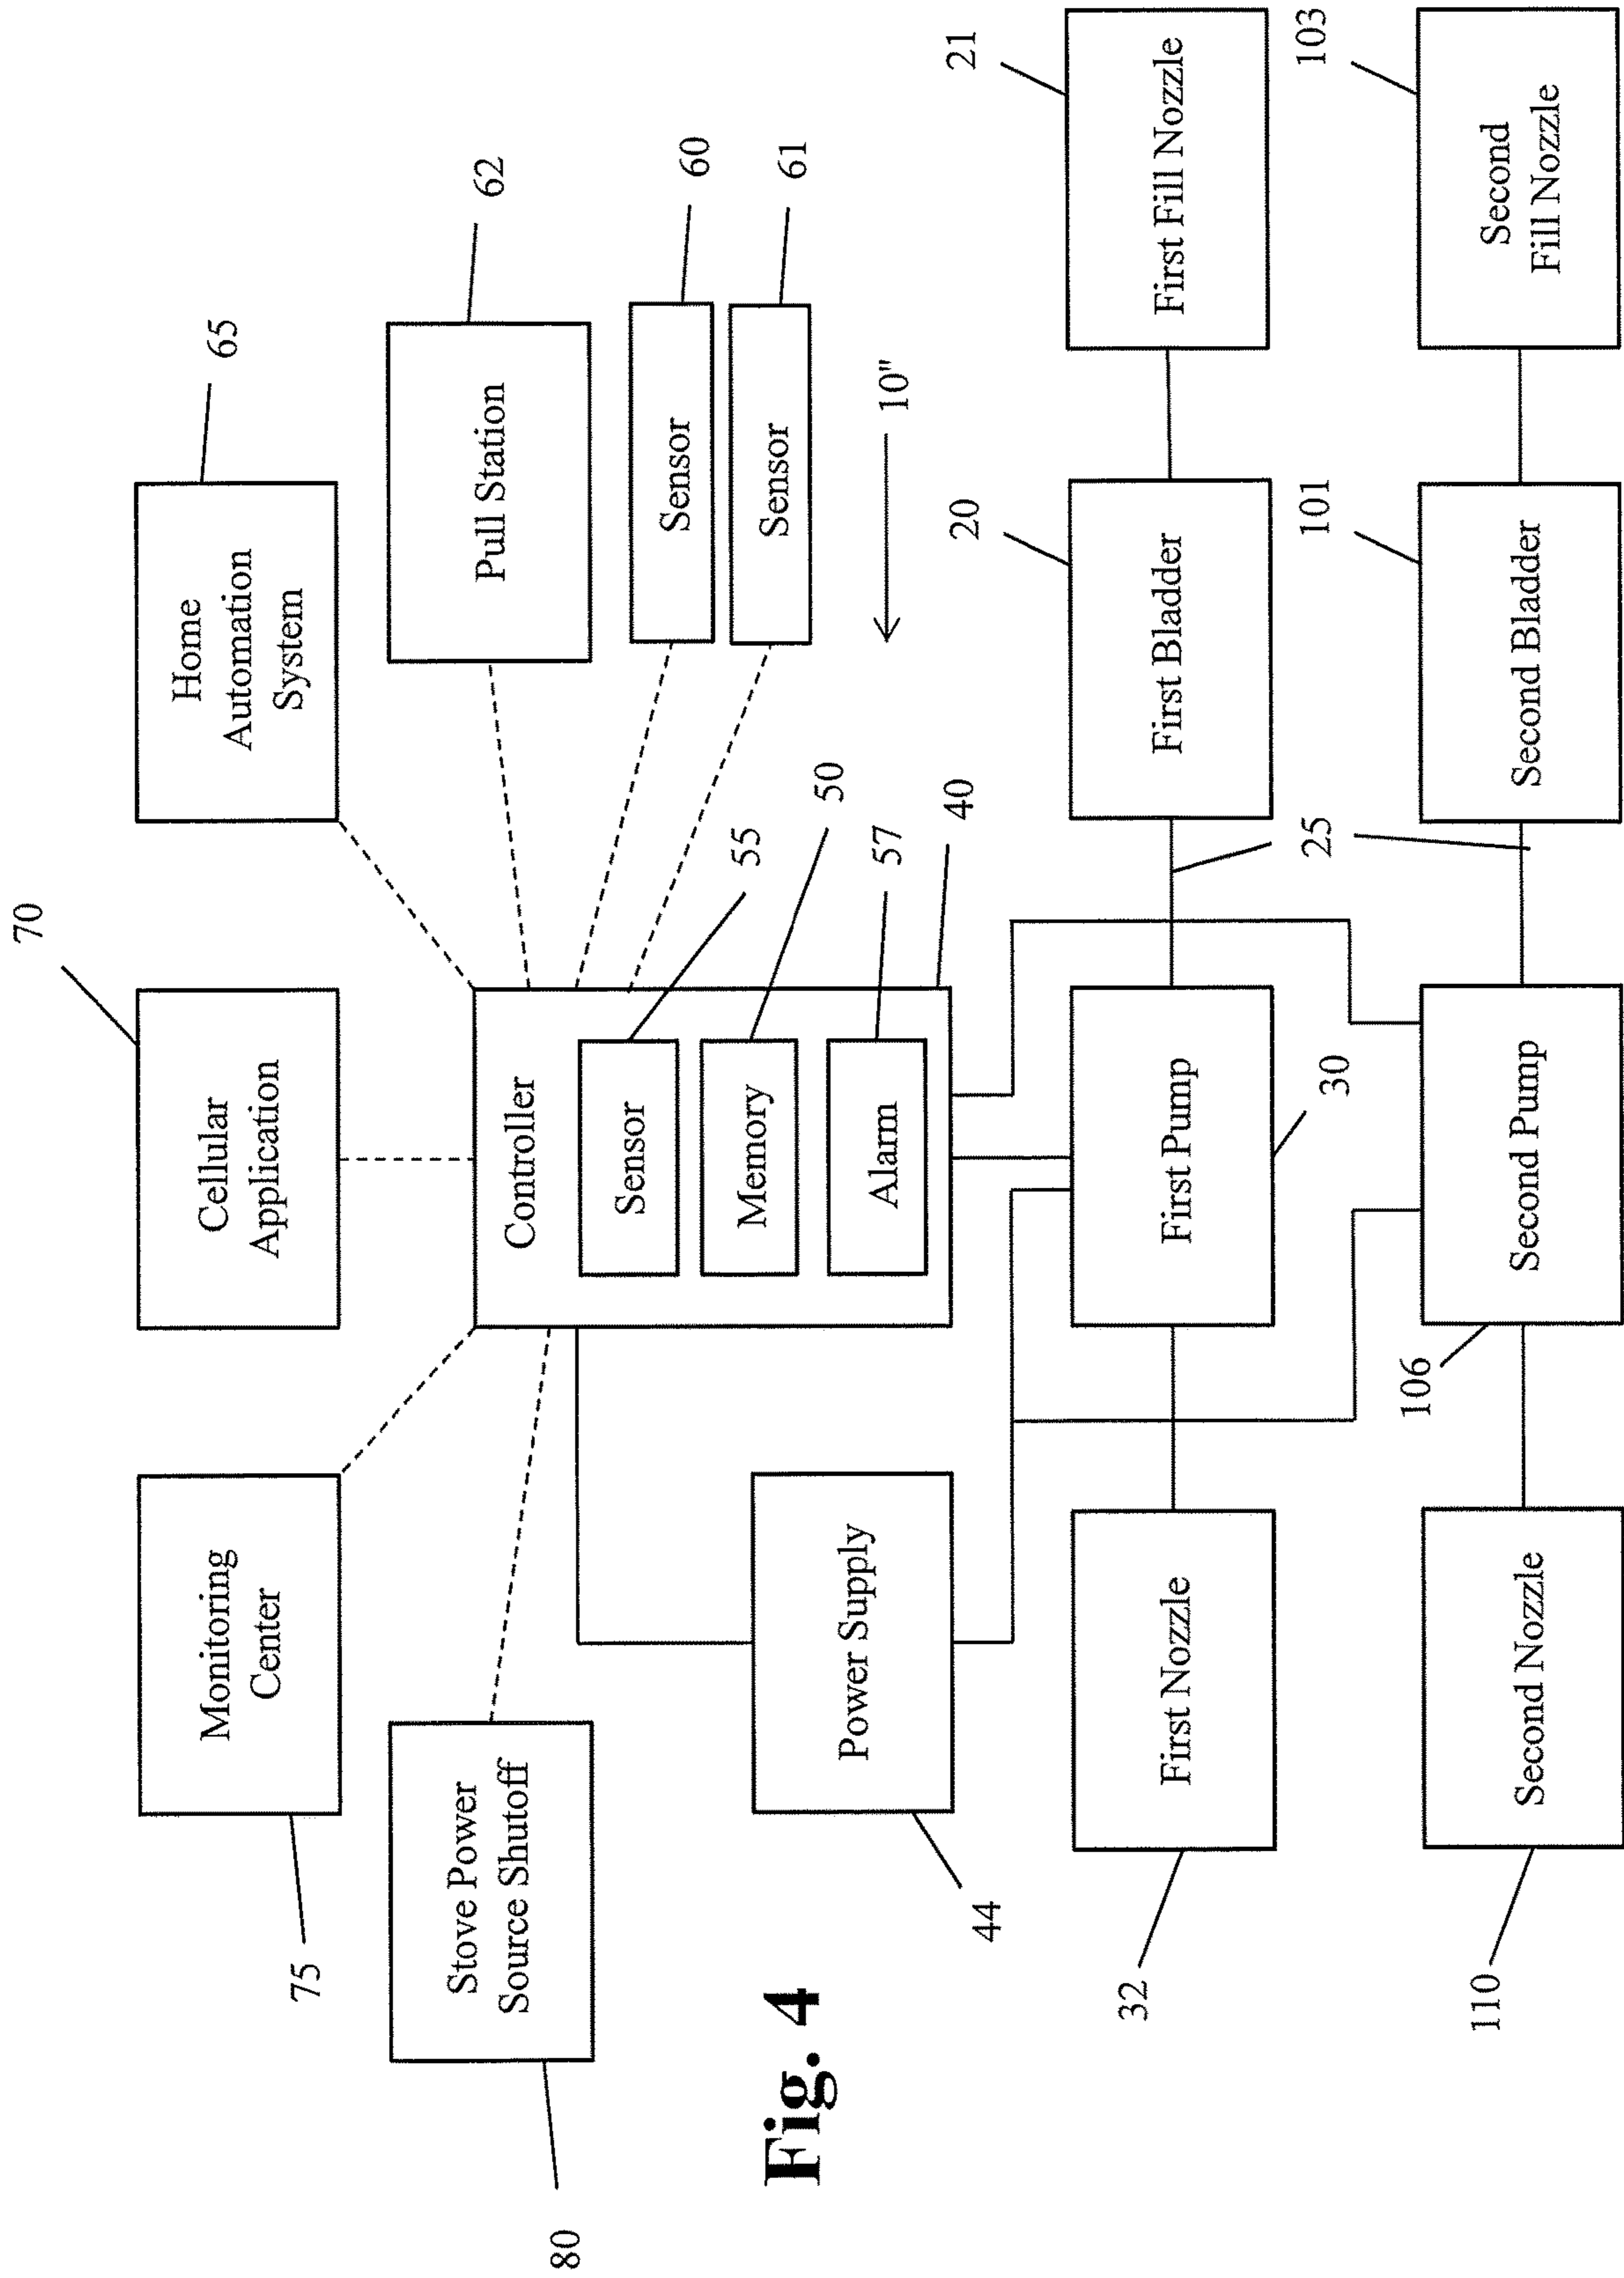 70
Monitoring
Center
75
Cellular
Application
Home
Automation
System
65
Stove Power
Source Shutoff
80
Controller
Sensor
55
Memory
50
Alarm
57
40
Pull Station
62
Sensor
60
Sensor
61
10"
Power Supply
44
Fig. 4
First Nozzle
32
First Pump
30
25
First Bladder
20
First Fill Nozzle
21
Second Nozzle
110
Second Pump
106
Second Bladder
101
Second
Fill Nozzle
103